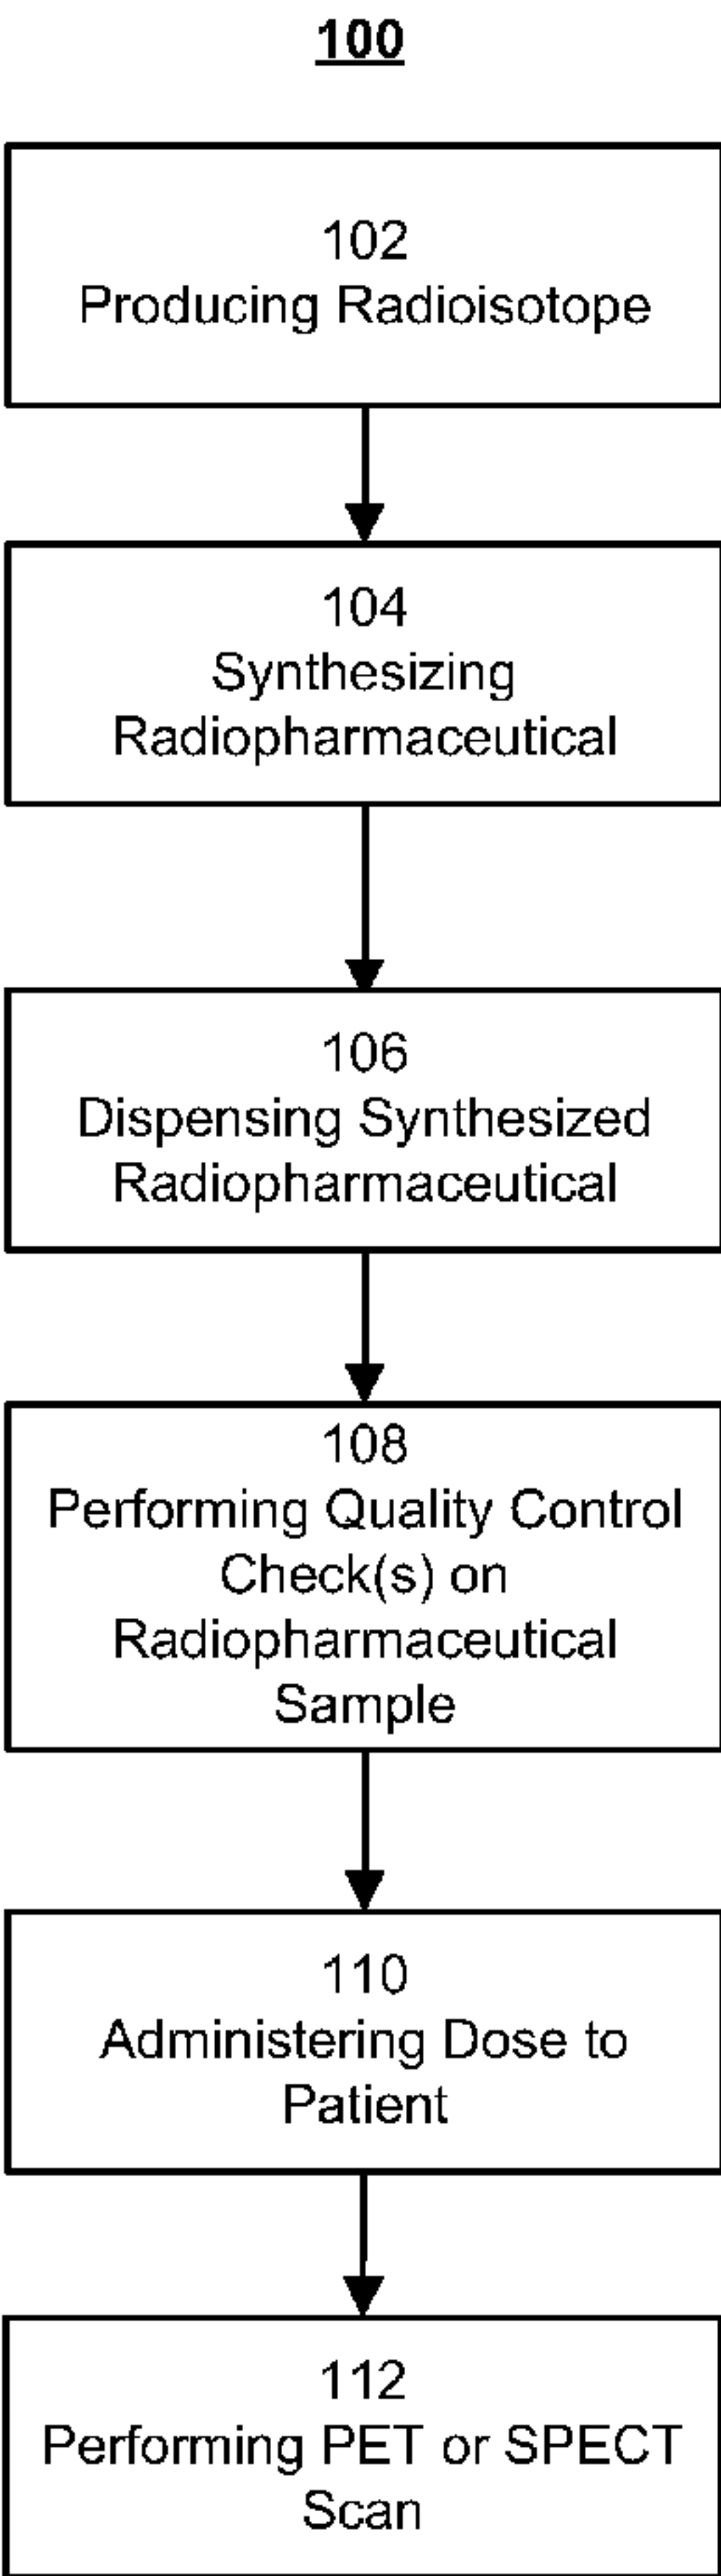 100
102
Producing Radioisotope
104
Synthesizing
Radiopharmaceutical
106
Dispensing Synthesized
Radiopharmaceutical
108
Performing Quality Control
Check(s) on
Radiopharmaceutical
Sample
110
Administering Dose to
Patient
112
Performing PET or SPECT
Scan